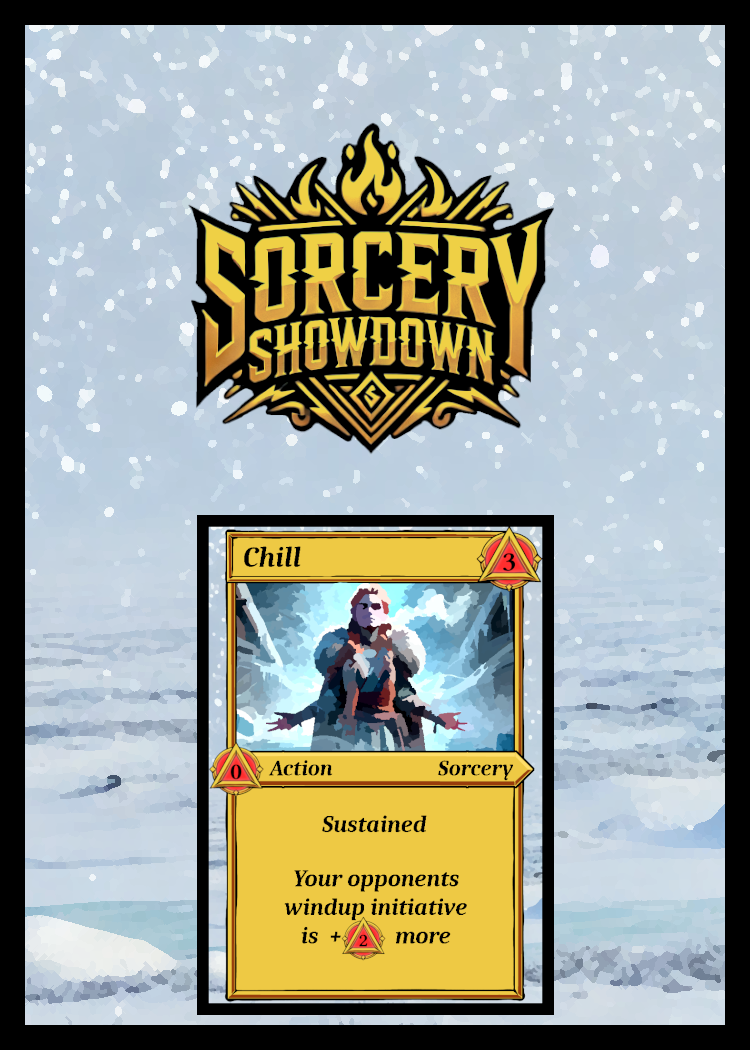 SORCERY
SHOWDOWN
S
Chill
3
0 Action Sorcery
Sustained
Your opponents
windup initiative
is +2 more